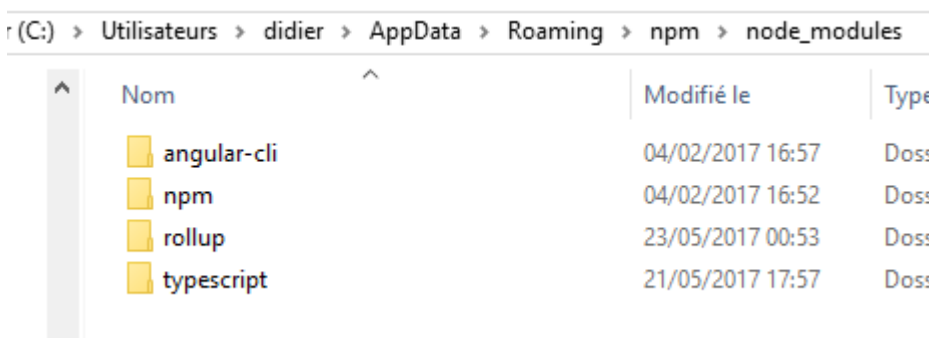 r (C:) > Utilisateurs > didier > AppData > Roaming > npm > node_modules
Nom Modifié le Type
angular-cli 04/02/2017 16:57 Doss
npm 04/02/2017 16:52 Doss
rollup 23/05/2017 00:53 Doss
typescript 21/05/2017 17:57 Doss